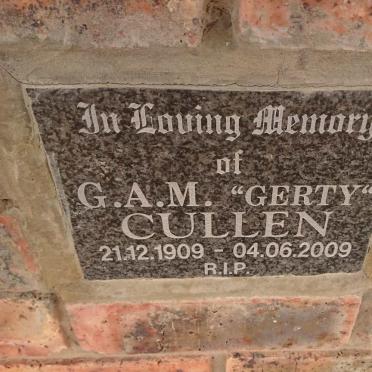 In Loving Memory
of
G.A.M. "GERTY"
CULLEN
21.12.1909 - 04.06.2009
R.I.P.